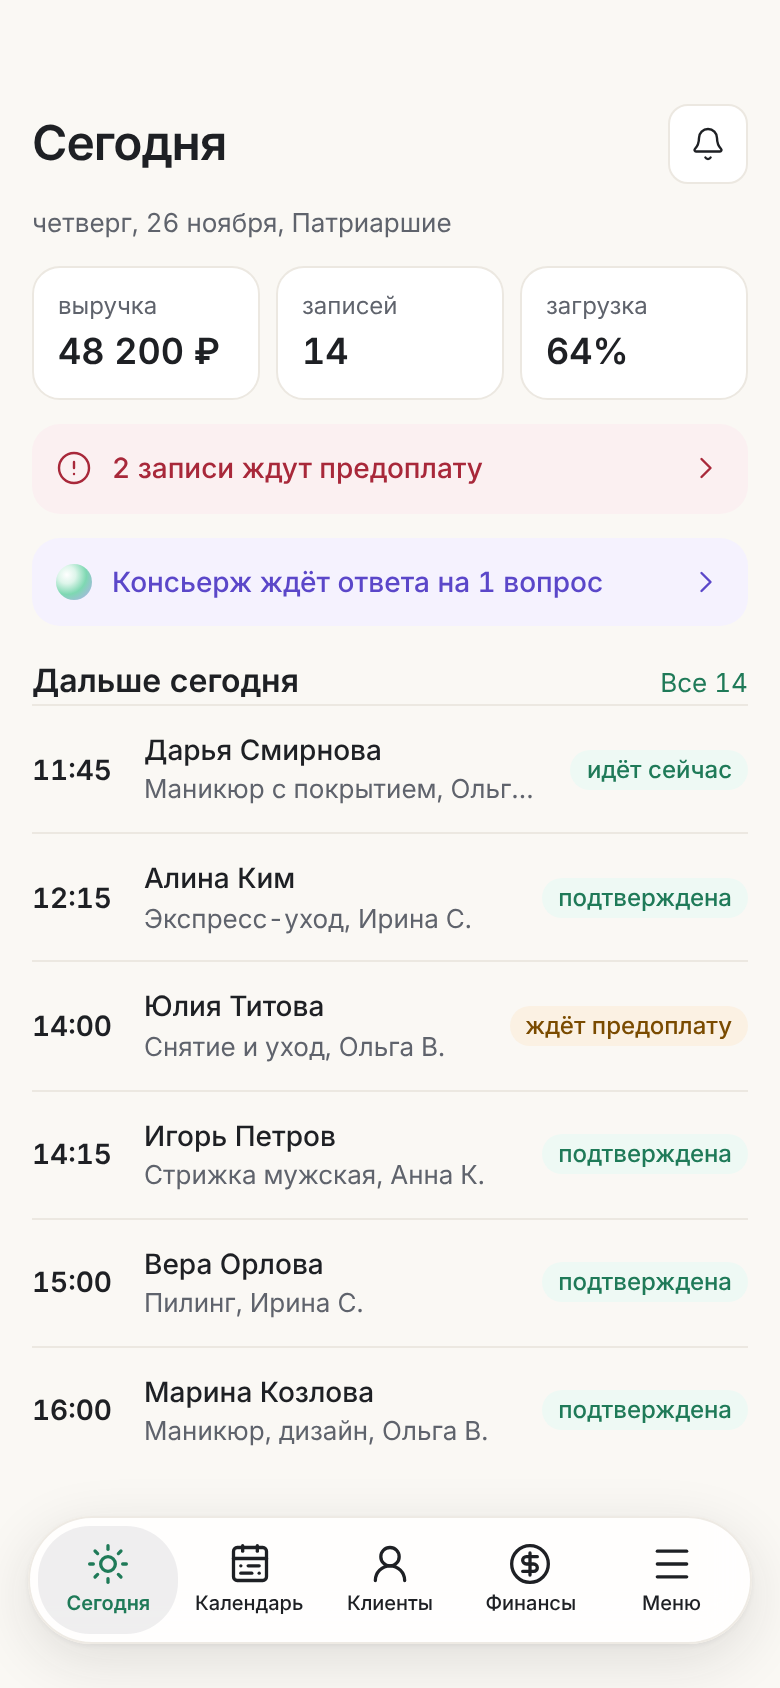 Сегодня
четверг, 26 ноября, Патриаршие
выручка
48 200 ₽
записей
14
загрузка
64%
2 записи ждут предоплату
Консьерж ждёт ответа на 1 вопрос
Дальше сегодня
Все 14
11:45
Дарья Смирнова
Маникюр с покрытием, Ольг...
идёт сейчас
12:15
Алина Ким
Экспресс-уход, Ирина С.
подтверждена
14:00
Юлия Титова
Снятие и уход, Ольга В.
ждёт предоплату
14:15
Игорь Петров
Стрижка мужская, Анна К.
подтверждена
15:00
Вера Орлова
Пилинг, Ирина С.
подтверждена
16:00
Марина Козлова
Маникюр, дизайн, Ольга В.
подтверждена
Сегодня
Календарь
Клиенты
Финансы
Меню